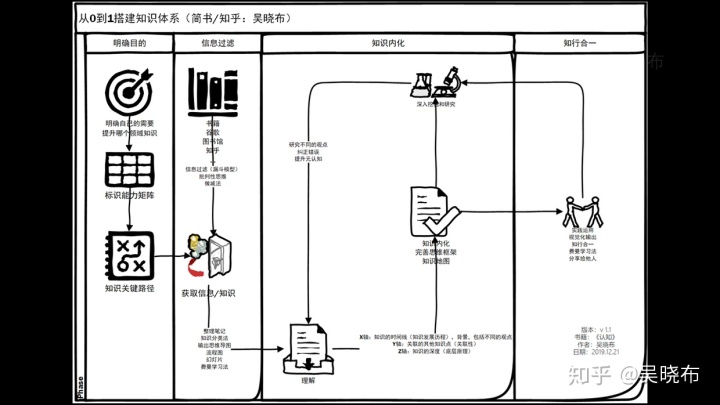 从0到1搭建知识体系（简书/知乎：吴晓布）
明确目的
信息过滤
知识内化
知行合一
明确自己的需要
提升哪个领域知识
标识能力矩阵
知识关键路径
书籍
谷歌
图书馆
知乎
信息过滤（漏斗模型）
批判性思维
做减法
获取信息/知识
整理笔记
知识分类法
输出思维导图
流程图
幻灯片
费曼学习法
研究不同的观点
纠正错误
提升元认知
理解
X轴：知识的时间线（知识发展历程），背景，包括不同的观点
Y轴：关联的其他知识点（关联性）
Z轴：知识的深度（底层原理）
深入挖掘和研究
知识内化
完善思维框架
知识地图
实践运用
视觉化输出
知行合一
费曼学习法
分享给他人
版本：v 1.1
书籍：《认知》
作者：吴晓布
日期：2019.12.21
Phase
知乎 @吴晓布
布